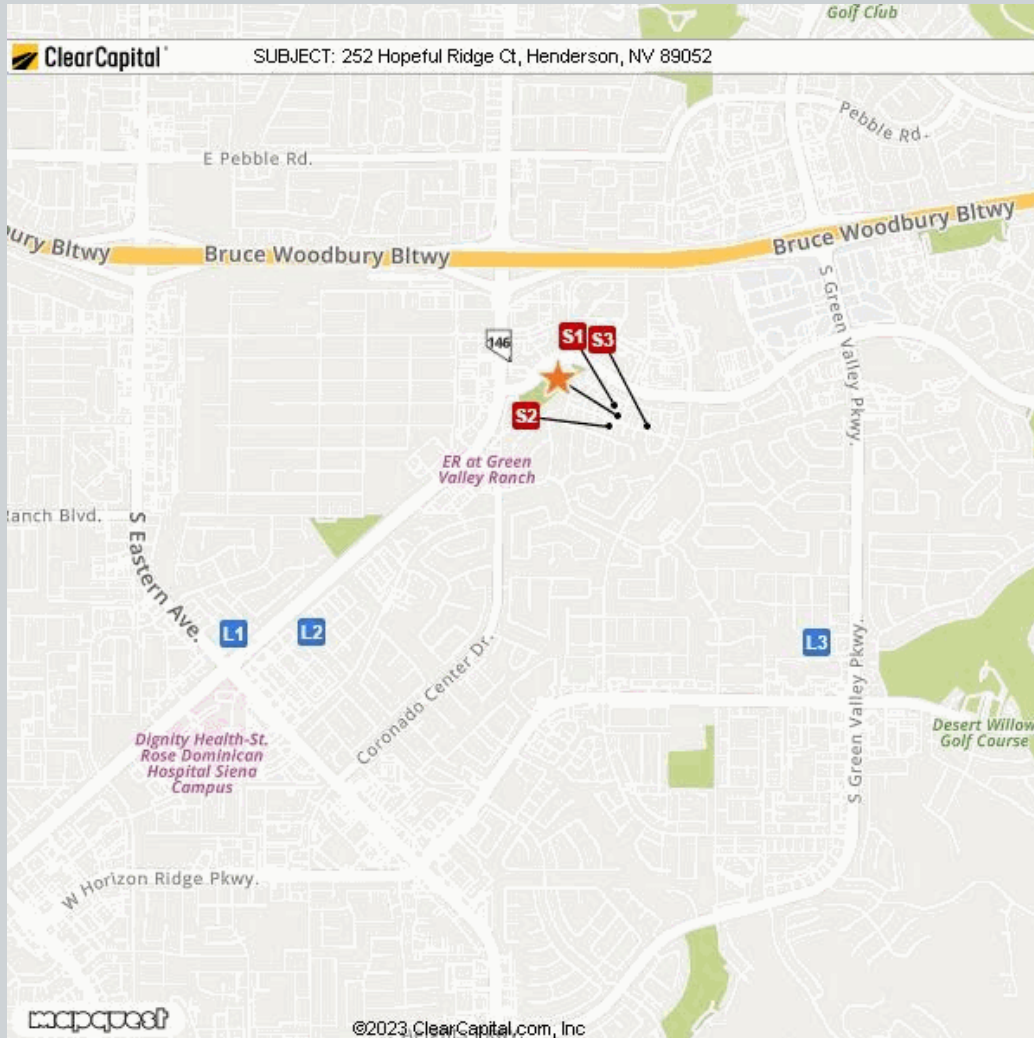 Golf Club
ClearCapital
SUBJECT: 252 Hopeful Ridge Ct, Henderson, NV 89052
Pebble Rd.
E Pebble Rd.
ury Bltwy
Bruce Woodbury Bltwy
Bruce Woodbury Bltwy
S Green Valley Pkwy.
146
S1
S3
S2
ER at Green
Valley Ranch
Ranch Blvd.
S Eastern Ave.
L1
L2
L3
Coronado Center Dr.
S Green Valley Pkwy.
Desert Willow
Golf Course
Dignity Health-St.
Rose Dominican
Hospital Siena
Campus
W Horizon Ridge Pkwy.
mapquest
©2023 ClearCapital.com, Inc